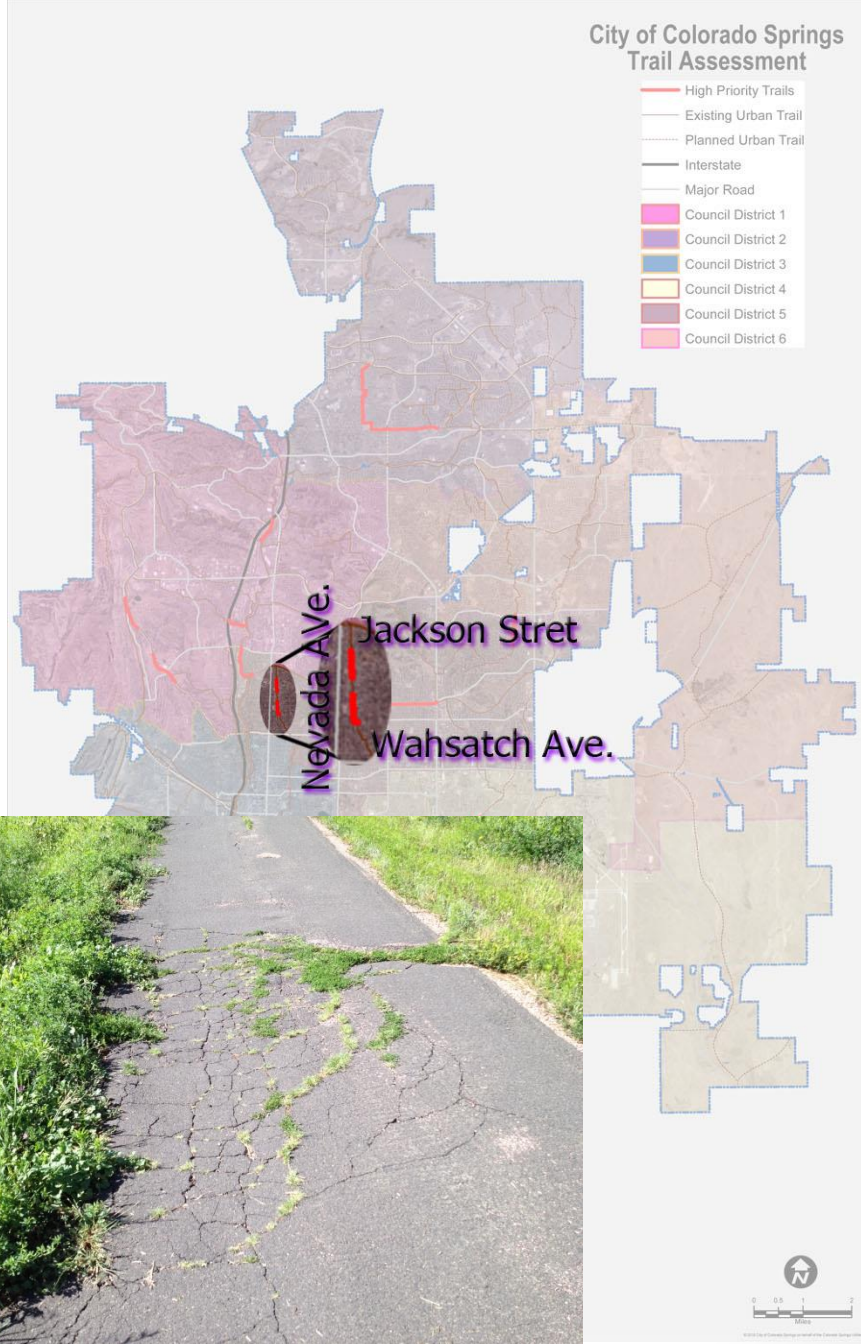 City of Colorado Springs
Trail Assessment
High Priority Trails
Existing Urban Trail
Planned Urban Trail
Interstate
Major Road
Council District 1
Council District 2
Council District 3
Council District 4
Council District 5
Council District 6
Nevada AVe.
Jackson Stret
Wahsatch Ave.
N
0 0.5 1 2
Miles